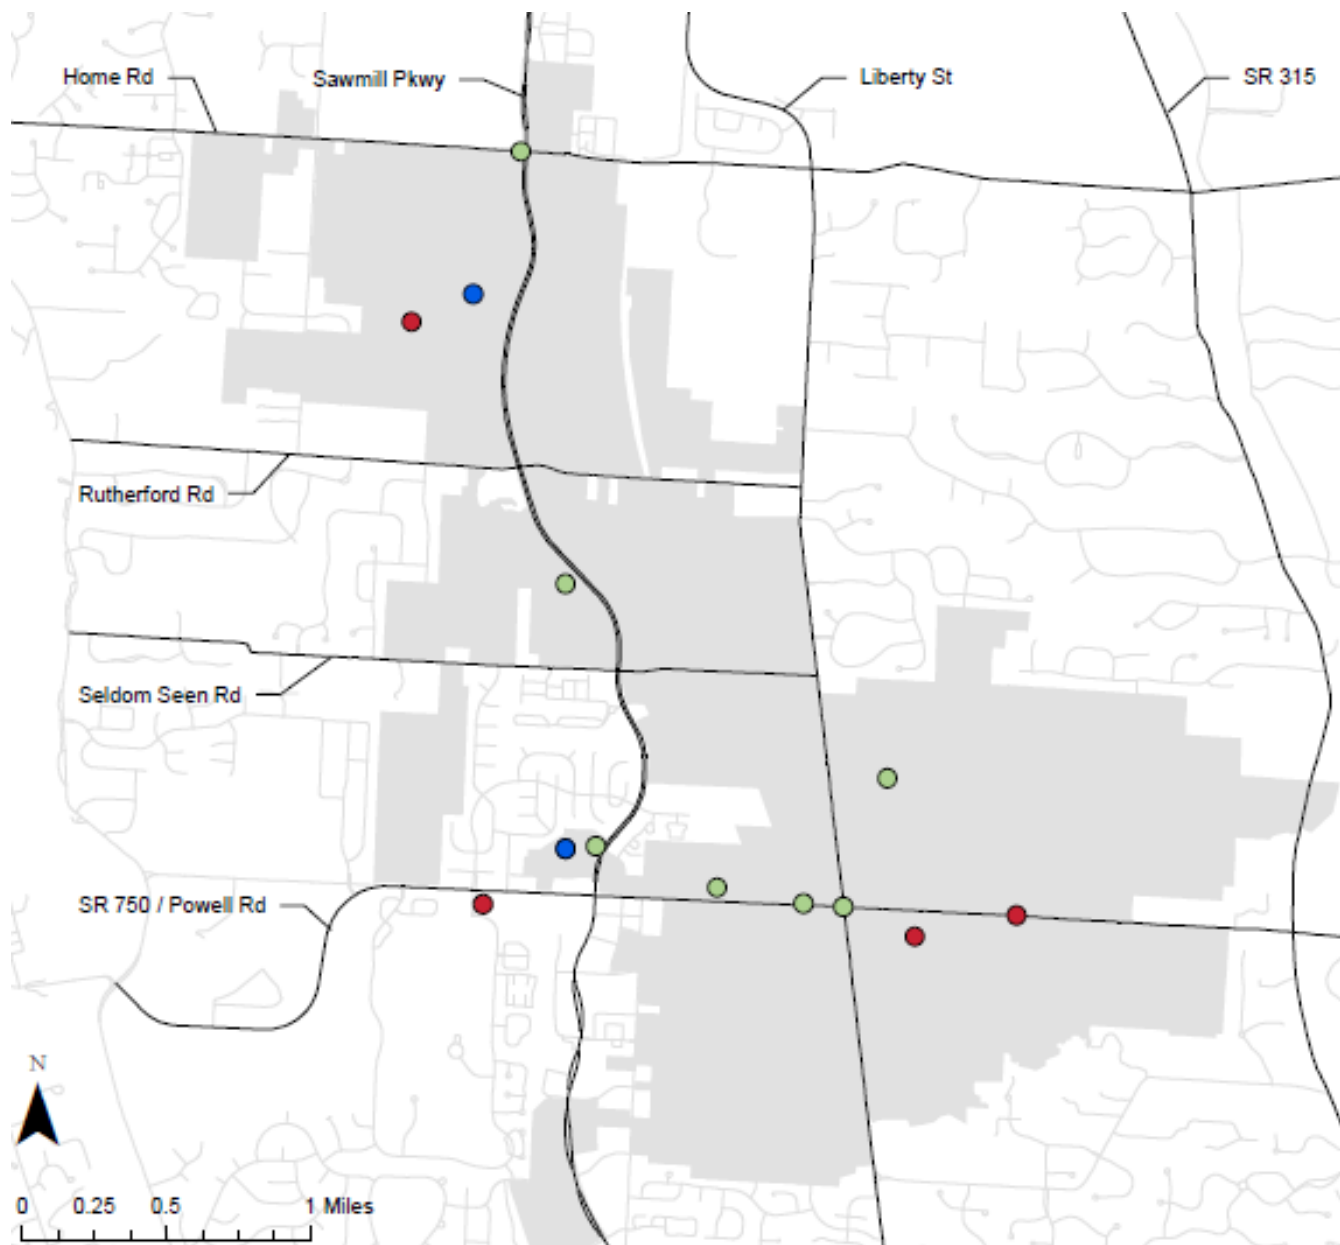 Home Rd
Sawmill Pkwy
Liberty St
SR 315
Rutherford Rd
Seldom Seen Rd
SR 750 / Powell Rd
N
0 0.25 0.5 1 Miles